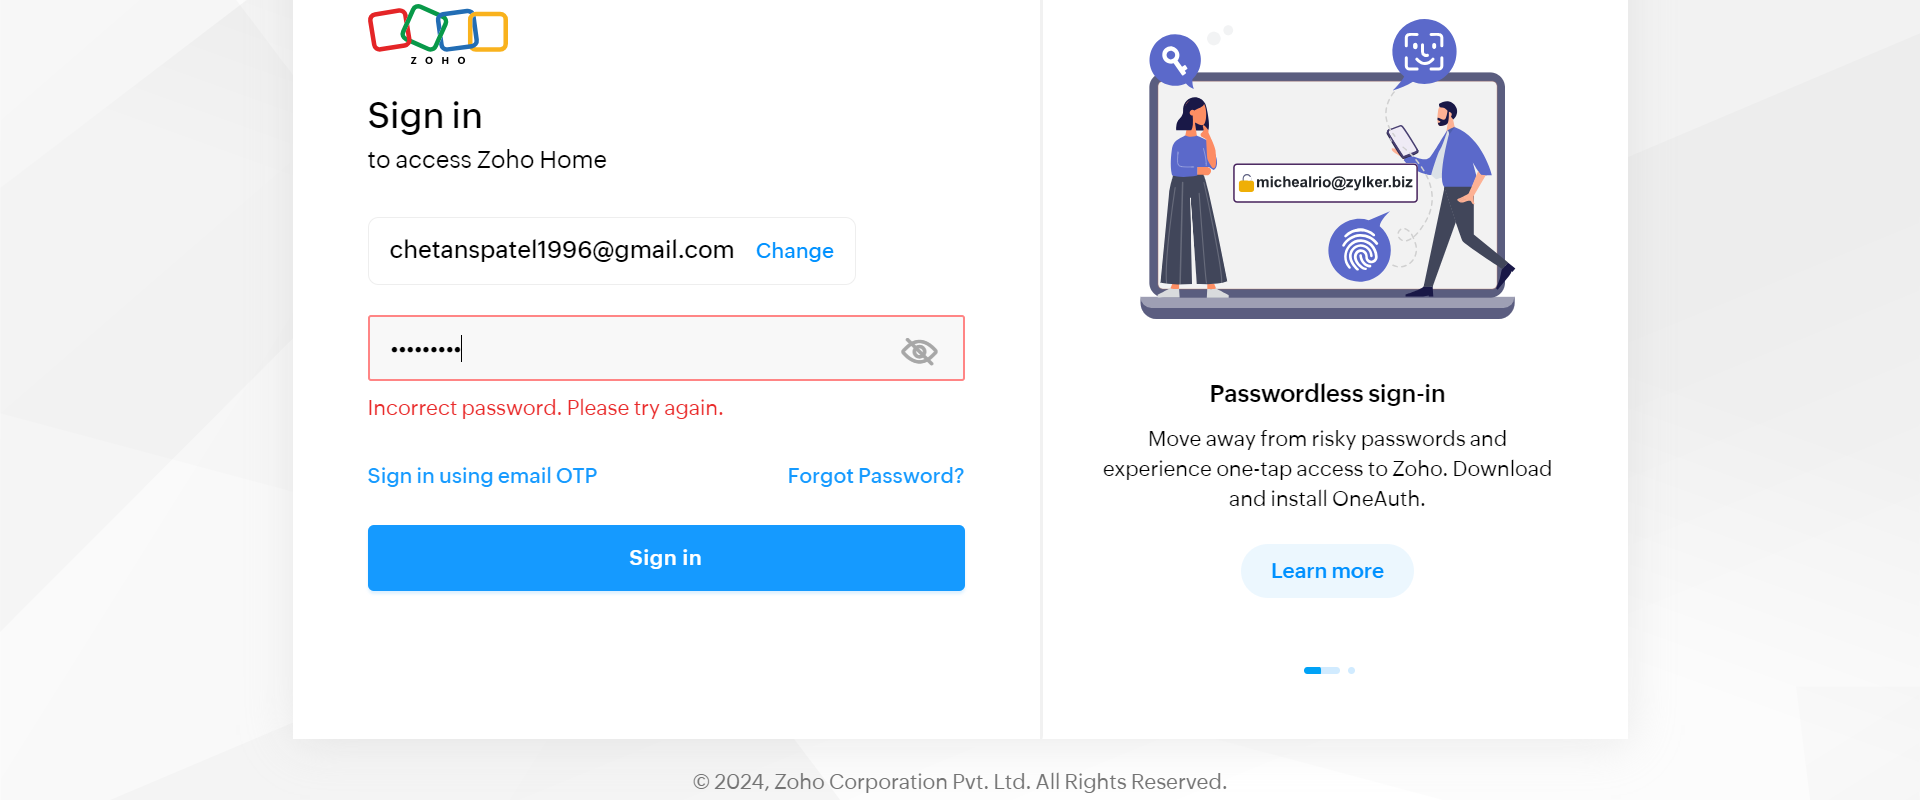 ZOHO
Sign in
to access Zoho Home
chetanspatel1996@gmail.com Change
•••••••••
Incorrect password. Please try again.
Sign in using email OTP Forgot Password?
Sign in
michealrio@zylker.biz
Passwordless sign-in
Move away from risky passwords and
experience one-tap access to Zoho. Download
and install OneAuth.
Learn more
© 2024, Zoho Corporation Pvt. Ltd. All Rights Reserved.